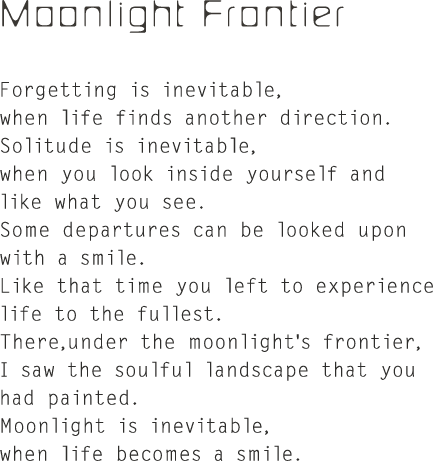 Moonlight Frontier
Forgetting is inevitable,
when life finds another direction.
Solitude is inevitable,
when you look inside yourself and
like what you see.
Some departures can be looked upon
with a smile.
Like that time you left to experience
life to the fullest.
There,under the moonlight's frontier,
I saw the soulful landscape that you
had painted.
Moonlight is inevitable,
when life becomes a smile.